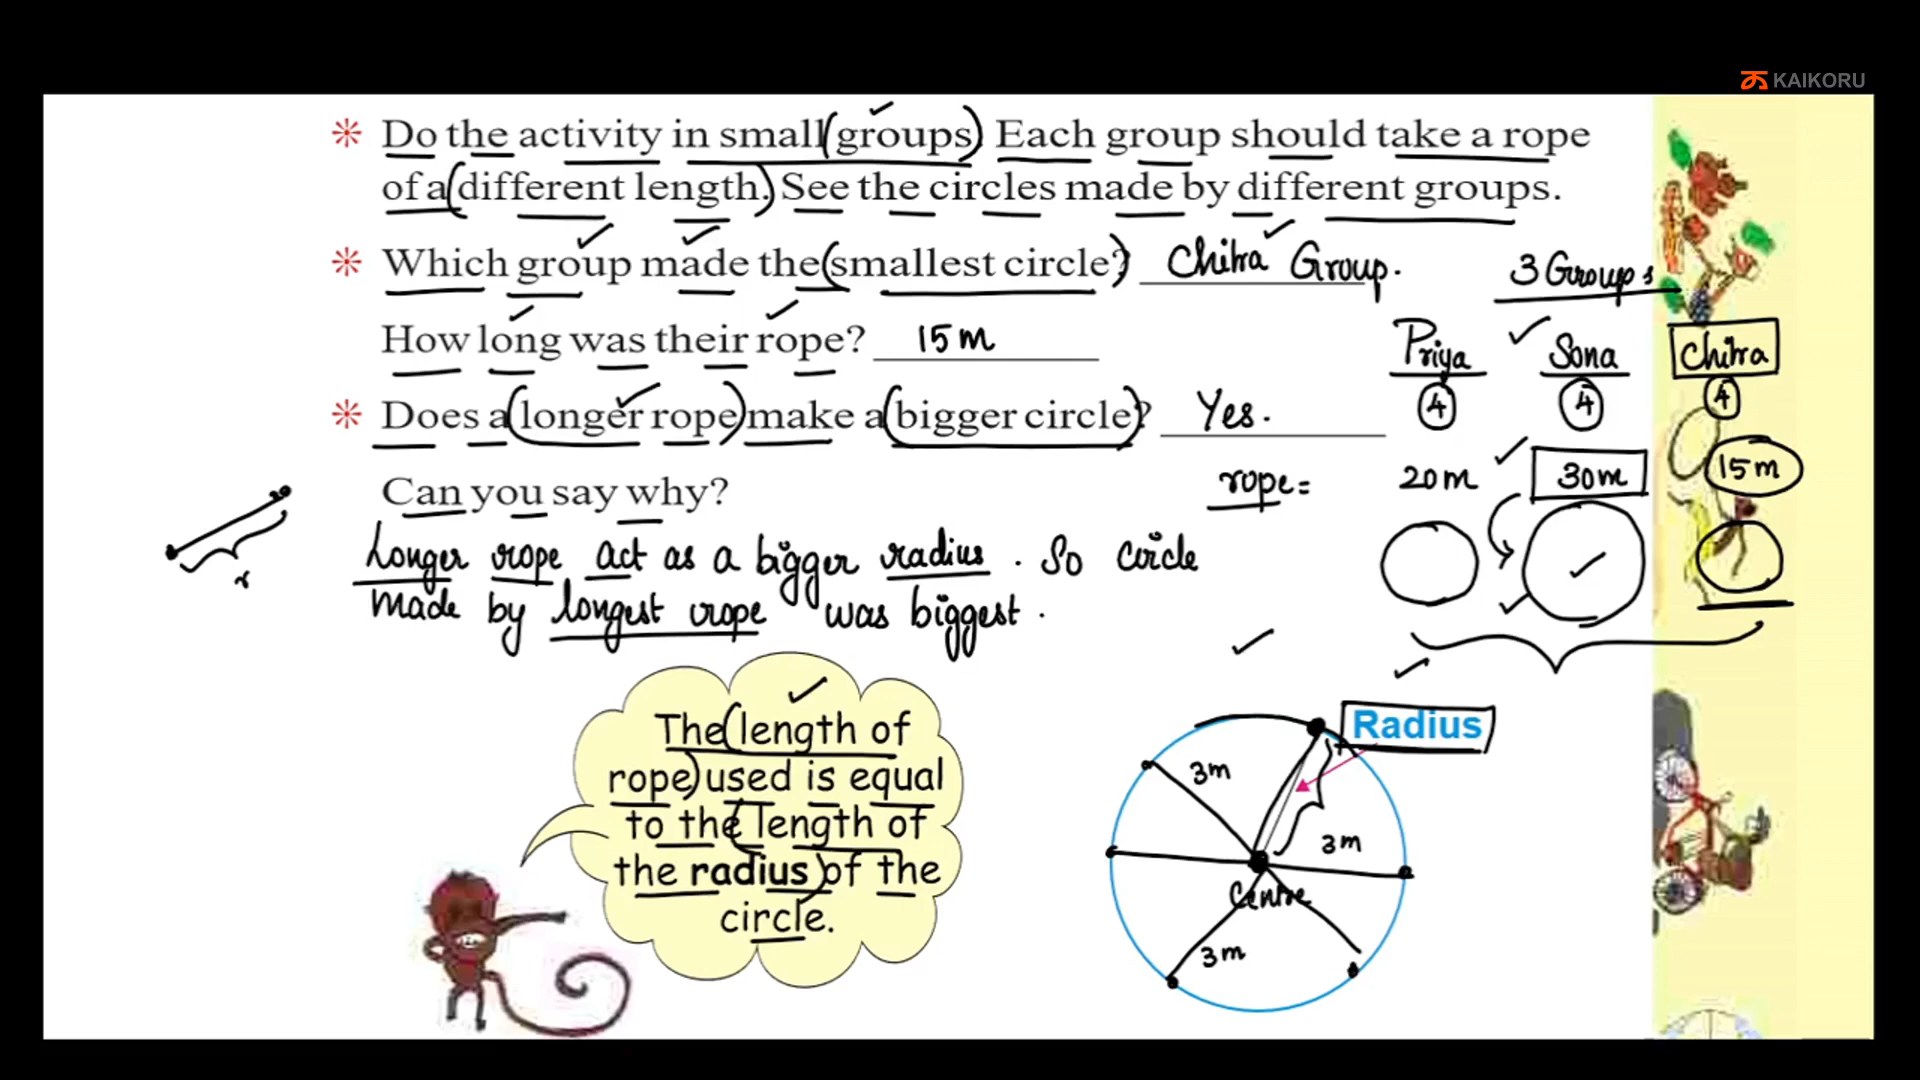 KAIKORU
Do the activity in small groups. Each group should take a rope
of a different length. See the circles made by different groups.
Which group made the smallest circle? Chitra Group.
3 Groups
How long was their rope? 15m
Priya Sona Chitra
4 4 4
Does a longer rope make a bigger circle? Yes.
rope = 20m 30m 15m
Can you say why?
Longer rope act as a bigger radius. So circle
made by longest rope was biggest.
r
The length of
rope used is equal
to the length of
the radius of the
circle.
Radius
3m
3m
Centre
3m